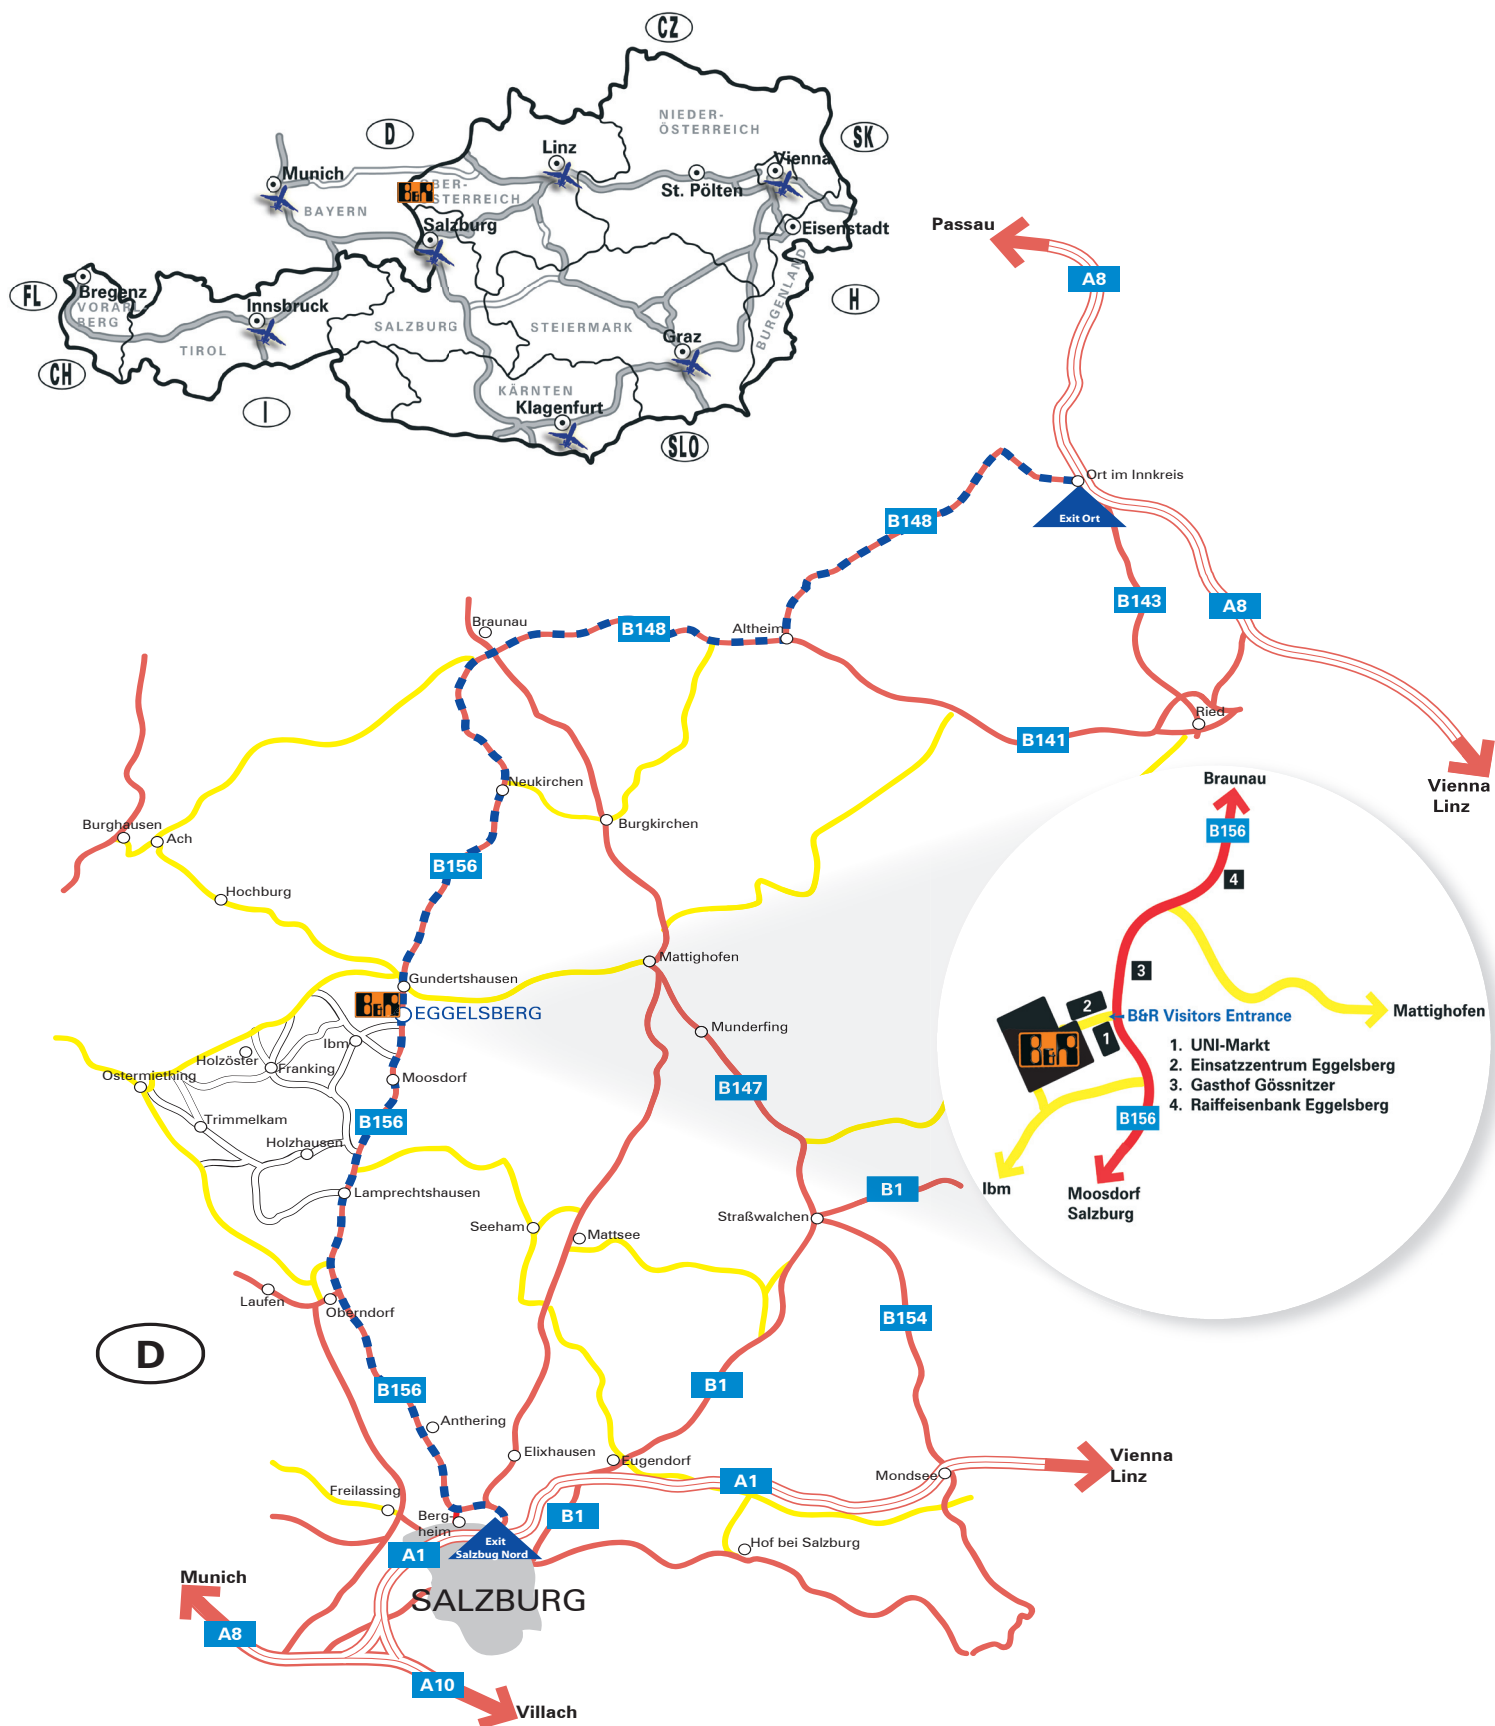 CZ
NIEDER-
ÖSTERREICH
D
SK
Linz
Vienna
Munich
St. Pölten
B&R
OBER-
ÖSTERREICH
BAYERN
Salzburg
Eisenstadt
FL
Bregenz
VORARL-
BERG
Innsbruck
H
BURGENLAND
SALZBURG
STEIERMARK
Graz
TIROL
CH
KÄRNTEN
Klagenfurt
I
SLO
Passau
A8
Ort im Innkreis
Exit Ort
B148
B143
A8
Braunau
B148
Altheim
Ried
B141
Vienna
Linz
Neukirchen
Burgkirchen
Burghausen
Ach
B156
Hochburg
Mattighofen
Gundertshausen
B&R
EGGELSBERG
Munderfing
Ibm
Holzöster
Franking
Moosdorf
Ostermiething
B147
Trimmelkam
B156
Holzhausen
Lamprechtshausen
B1
Straßwalchen
Seeham
Mattsee
Laufen
Oberndorf
B154
D
B156
B1
Anthering
Elixhausen
Eugendorf
Vienna
Linz
Mondsee
A1
Freilassing
Berg-
heim
B1
Exit
Salzbug Nord
Hof bei Salzburg
A1
Munich
SALZBURG
A8
A10
Villach
Braunau
B156
4
3
Mattighofen
2
B&R Visitors Entrance
1
B&R
1. UNI-Markt
2. Einsatzzentrum Eggelsberg
3. Gasthof Gössnitzer
4. Raiffeisenbank Eggelsberg
B156
Ibm
Moosdorf
Salzburg